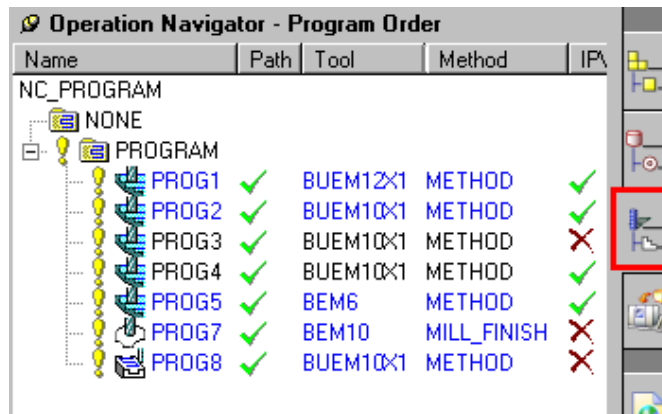 Operation Navigator - Program Order
Name Path Tool Method IPV
NC_PROGRAM
NONE
PROGRAM
PROG1 BUEM12X1 METHOD
PROG2 BUEM10X1 METHOD
PROG3 BUEM10X1 METHOD
PROG4 BUEM10X1 METHOD
PROG5 BEM6 METHOD
PROG7 BEM10 MILL_FINISH
PROG8 BUEM10X1 METHOD